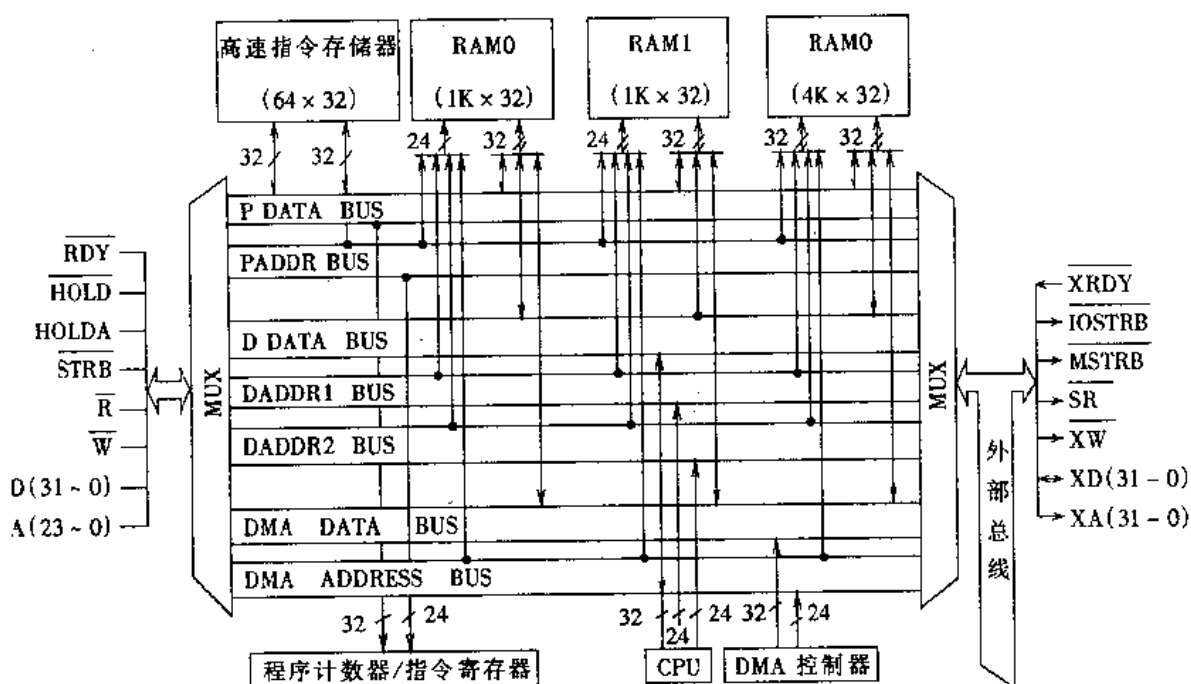 高速指令存储器
(64×32)
RAM0
(1K×32)
RAM1
(1K×32)
RAM0
(4K×32)
32
32
24
32
24
32
32
32
P DATA BUS
PADDR BUS
D DATA BUS
DADDR1 BUS
DADDR2 BUS
DMA DATA BUS
DMA ADDRESS BUS
MUX
MUX
RDY
HOLD
HOLDA
STRB
R
W
D(31~0)
A(23~0)
XRDY
IOSTRB
MSTRB
SR
XW
XD(31-0)
XA(31-0)
外部总线
32
24
32
24
24
32
24
程序计数器/指令寄存器
CPU
DMA 控制器